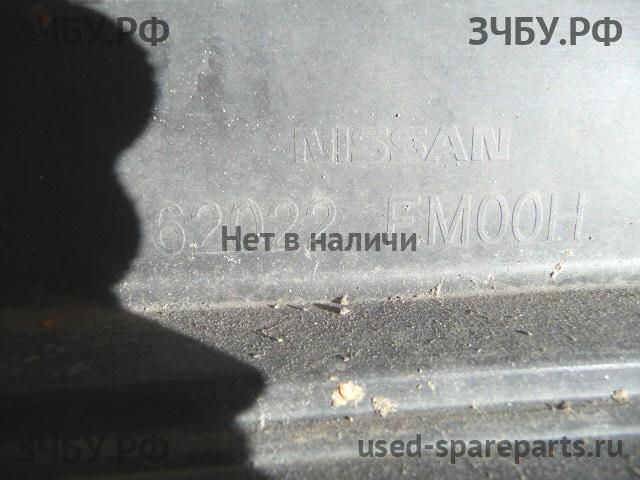 ЗЧБУ.РФ ЗЧБУ.РФ
NISSAN
62022 EM00H
Нет в наличи
ЗЧБУ.РФ used-spareparts.ru